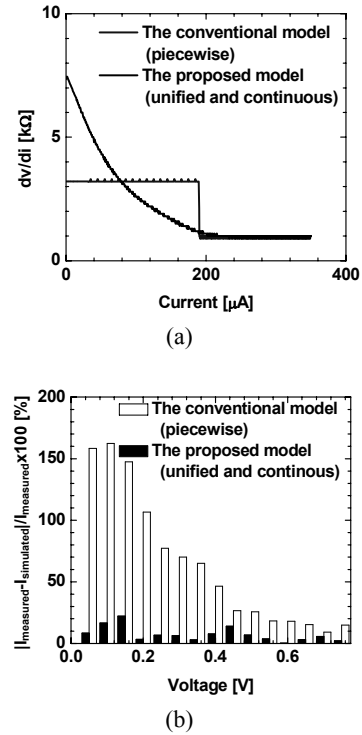 10
The conventional model
(piecewise)
The proposed model
(unified and continuous)
5
dv/di [kΩ]
0
0 200 400
Current [μA]
(a)
200
The conventional model
(piecewise)
The proposed model
(unified and continous)
150
100
50
0
|Imeasured-Isimulated|/Imeasuredx100 [%]
0.0 0.2 0.4 0.6
Voltage [V]
(b)